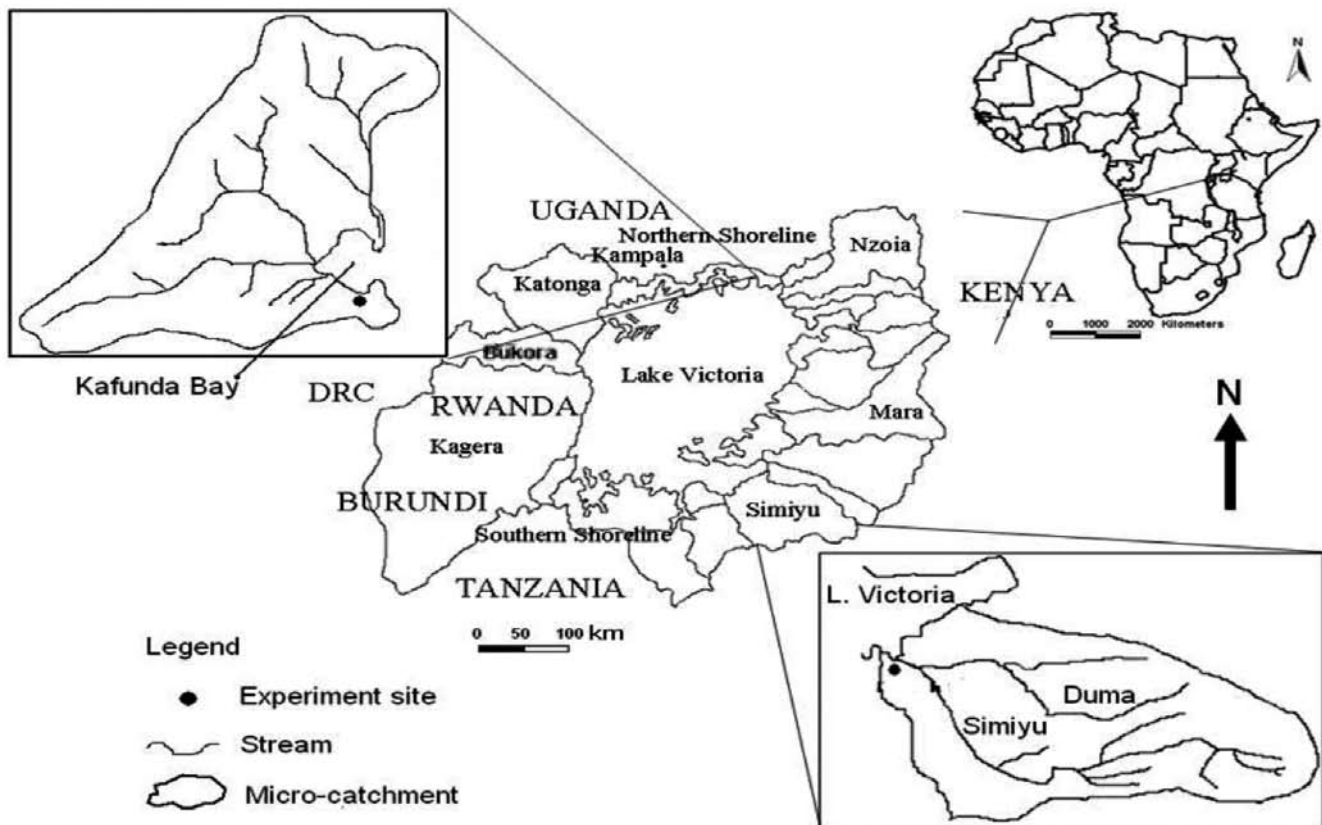 N
UGANDA
Northern Shoreline
Nzoia
Kampala
Katonga
KENYA
0 1000 2000 Kilometers
Bukora
Lake Victoria
Kafunda Bay
DRC
RWANDA
N
Mara
Kagera
BURUNDI
Simiyu
Southern Shoreline
TANZANIA
L. Victoria
0 50 100 km
Legend
Experiment site
Duma
Stream
Simiyu
Micro-catchment